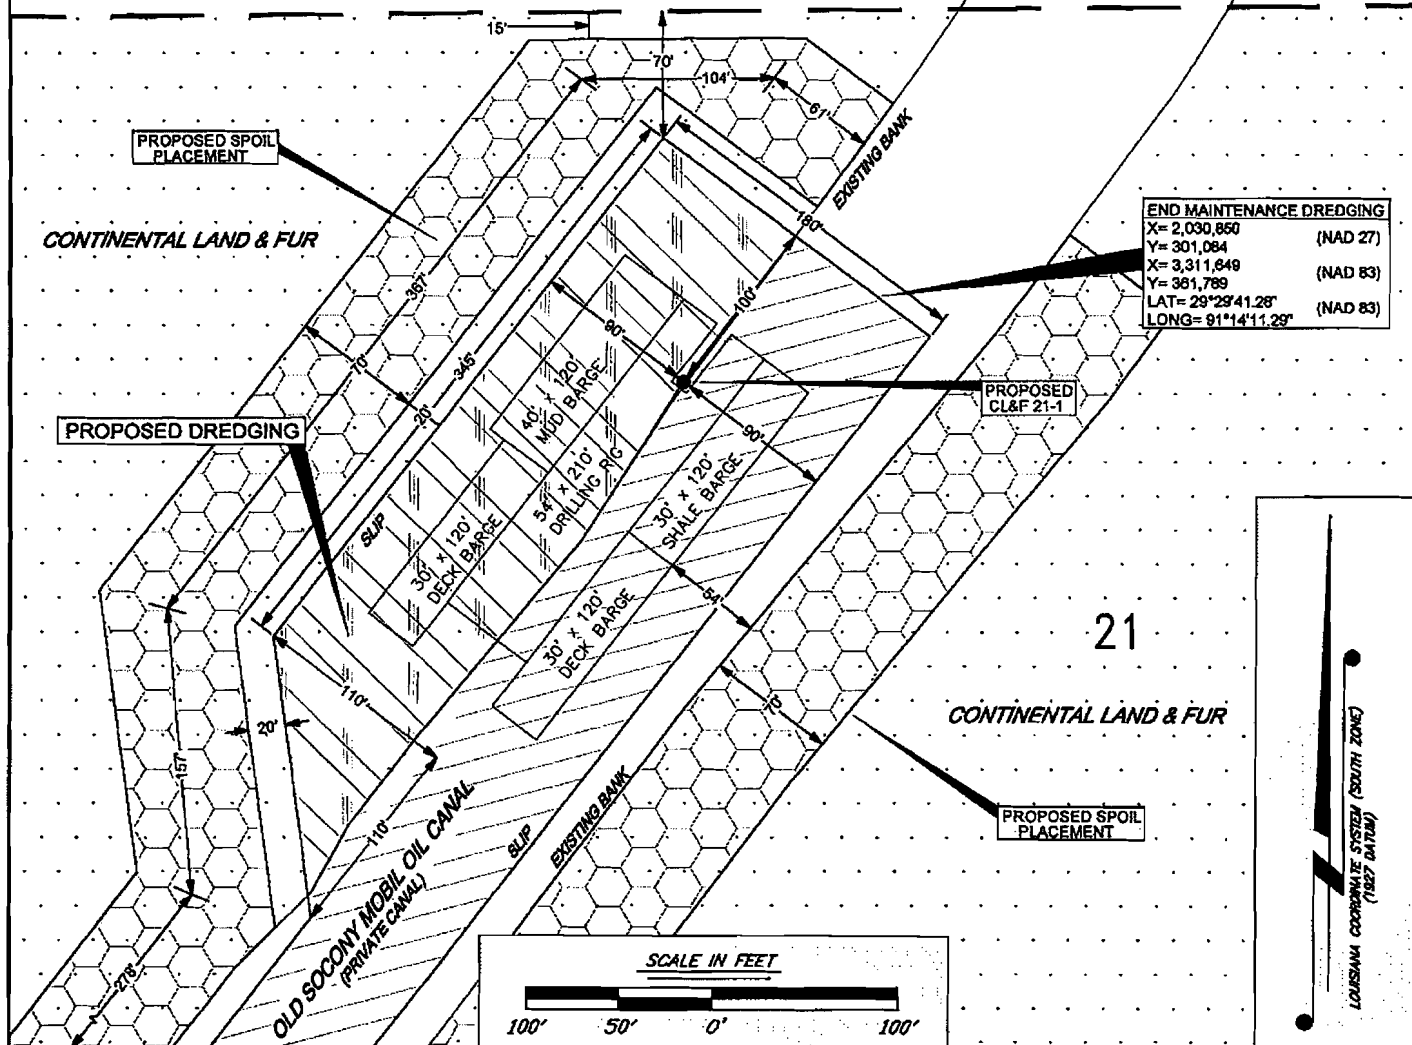 15'
70'
104'
61'
EXISTING BANK
PROPOSED SPOIL
PLACEMENT
CONTINENTAL LAND & FUR
180'
END MAINTENANCE DREDGING
X= 2,030,850
Y= 301,084
(NAD 27)
X= 3,311,649
Y= 361,789
(NAD 83)
LAT= 29°29'41.28"
LONG= 91°14'11.29"
(NAD 83)
367'
100'
90'
70'
345'
20'
40' x 120'
MUD BARGE
PROPOSED
CL&F 21-1
PROPOSED DREDGING
90'
54' x 210'
DRILLING RIG
30' x 120'
SHALE BARGE
SLIP
30' x 120'
DECK BARGE
54'
30' x 120'
DECK BARGE
21
110'
70'
CONTINENTAL LAND & FUR
20'
157'
110'
OLD SOCONY MOBIL OIL CANAL
(PRIVATE CANAL)
SLIP
EXISTING BANK
PROPOSED SPOIL
PLACEMENT
278'
SCALE IN FEET
100' 50' 0' 100'
LOUISIANA COORDINATE SYSTEM (SOUTH ZONE)
(1927 DATUM)